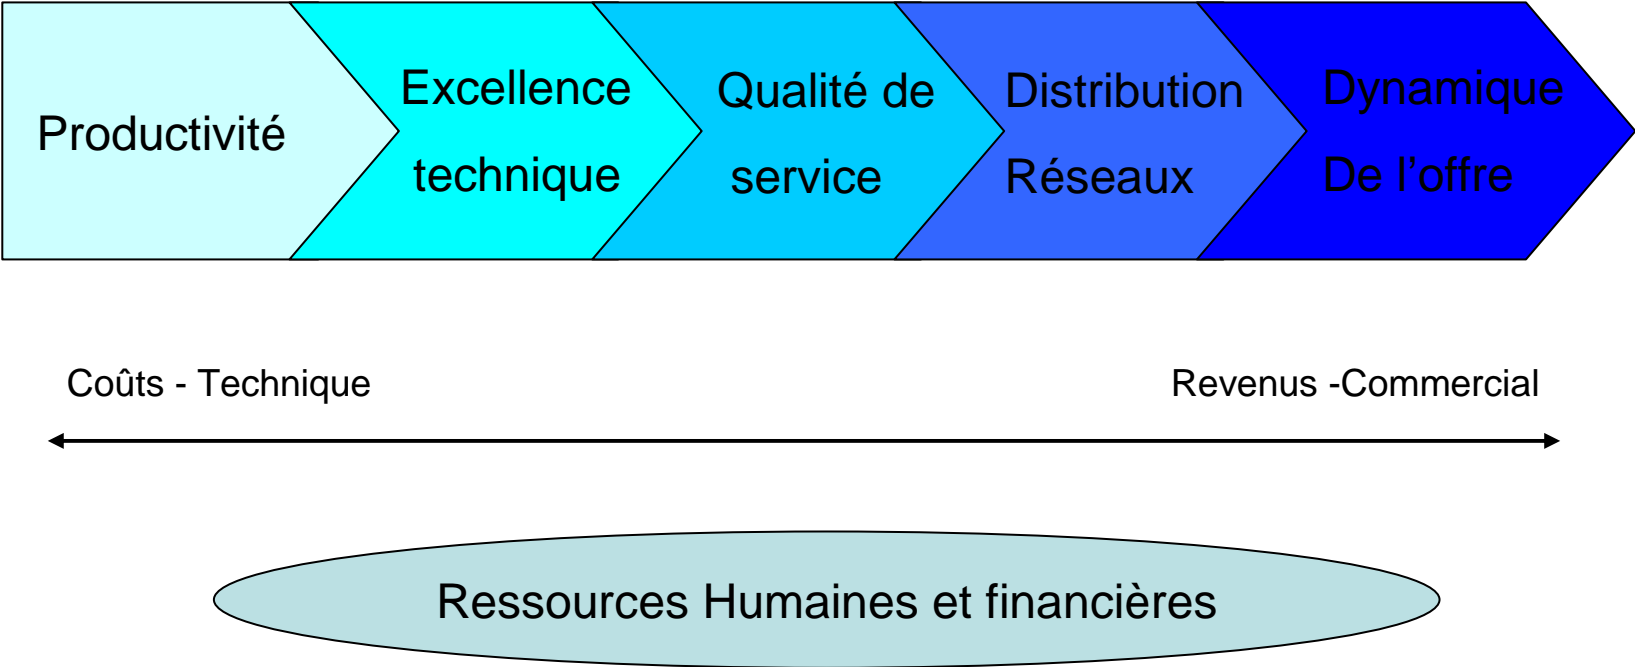 Productivité
Excellence
technique
Qualité de
service
Distribution
Réseaux
Dynamique
De l’offre
Coûts - Technique
Revenus -Commercial
Ressources Humaines et financières